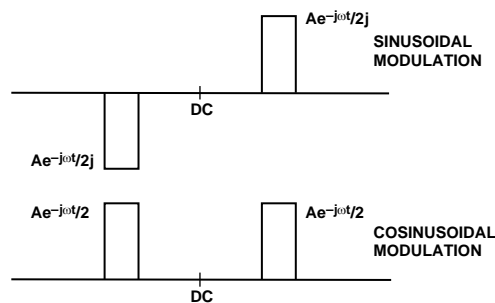 Ae–jωt/2j
SINUSOIDAL
MODULATION
DC
Ae–jωt/2j
Ae–jωt/2
Ae–jωt/2
COSINUSOIDAL
MODULATION
DC